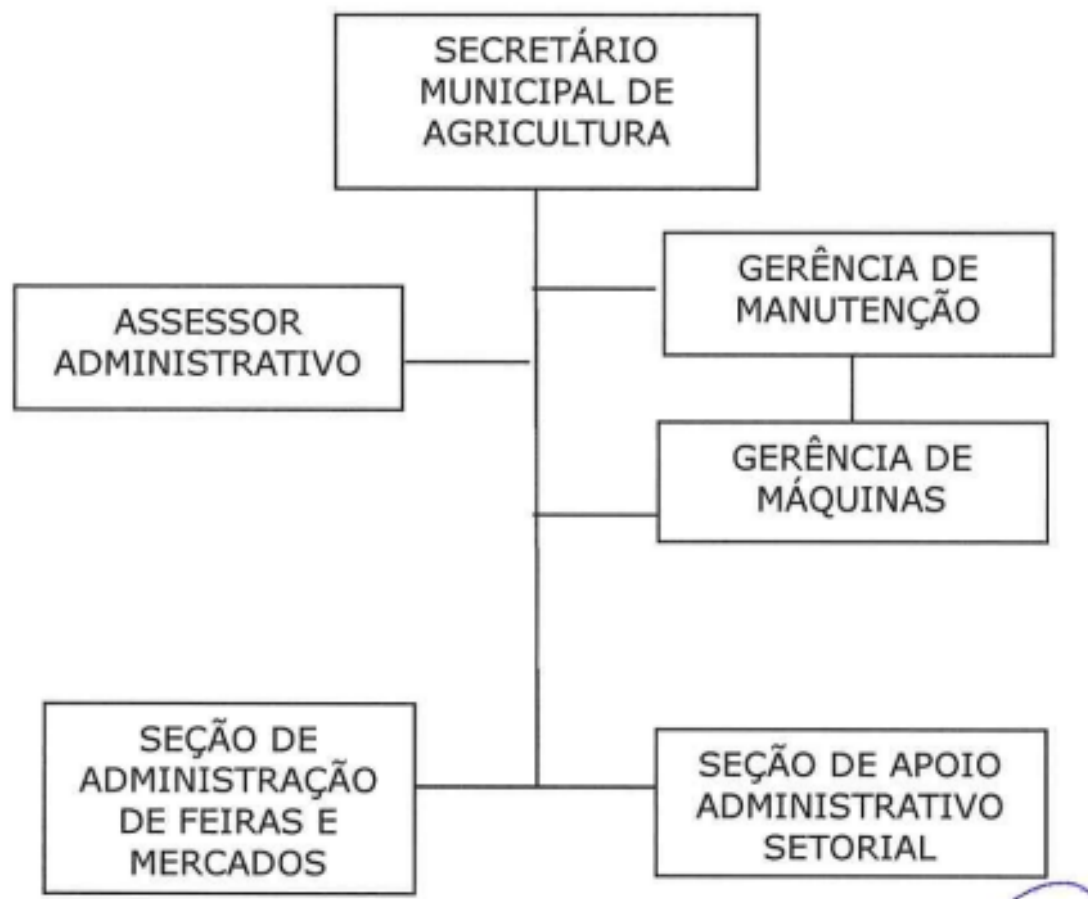 SECRETÁRIO
MUNICIPAL DE
AGRICULTURA
GERÊNCIA DE
MANUTENÇÃO
ASSESSOR
ADMINISTRATIVO
GERÊNCIA DE
MÁQUINAS
SEÇÃO DE
ADMINISTRAÇÃO
DE FEIRAS E
MERCADOS
SEÇÃO DE APOIO
ADMINISTRATIVO
SETORIAL